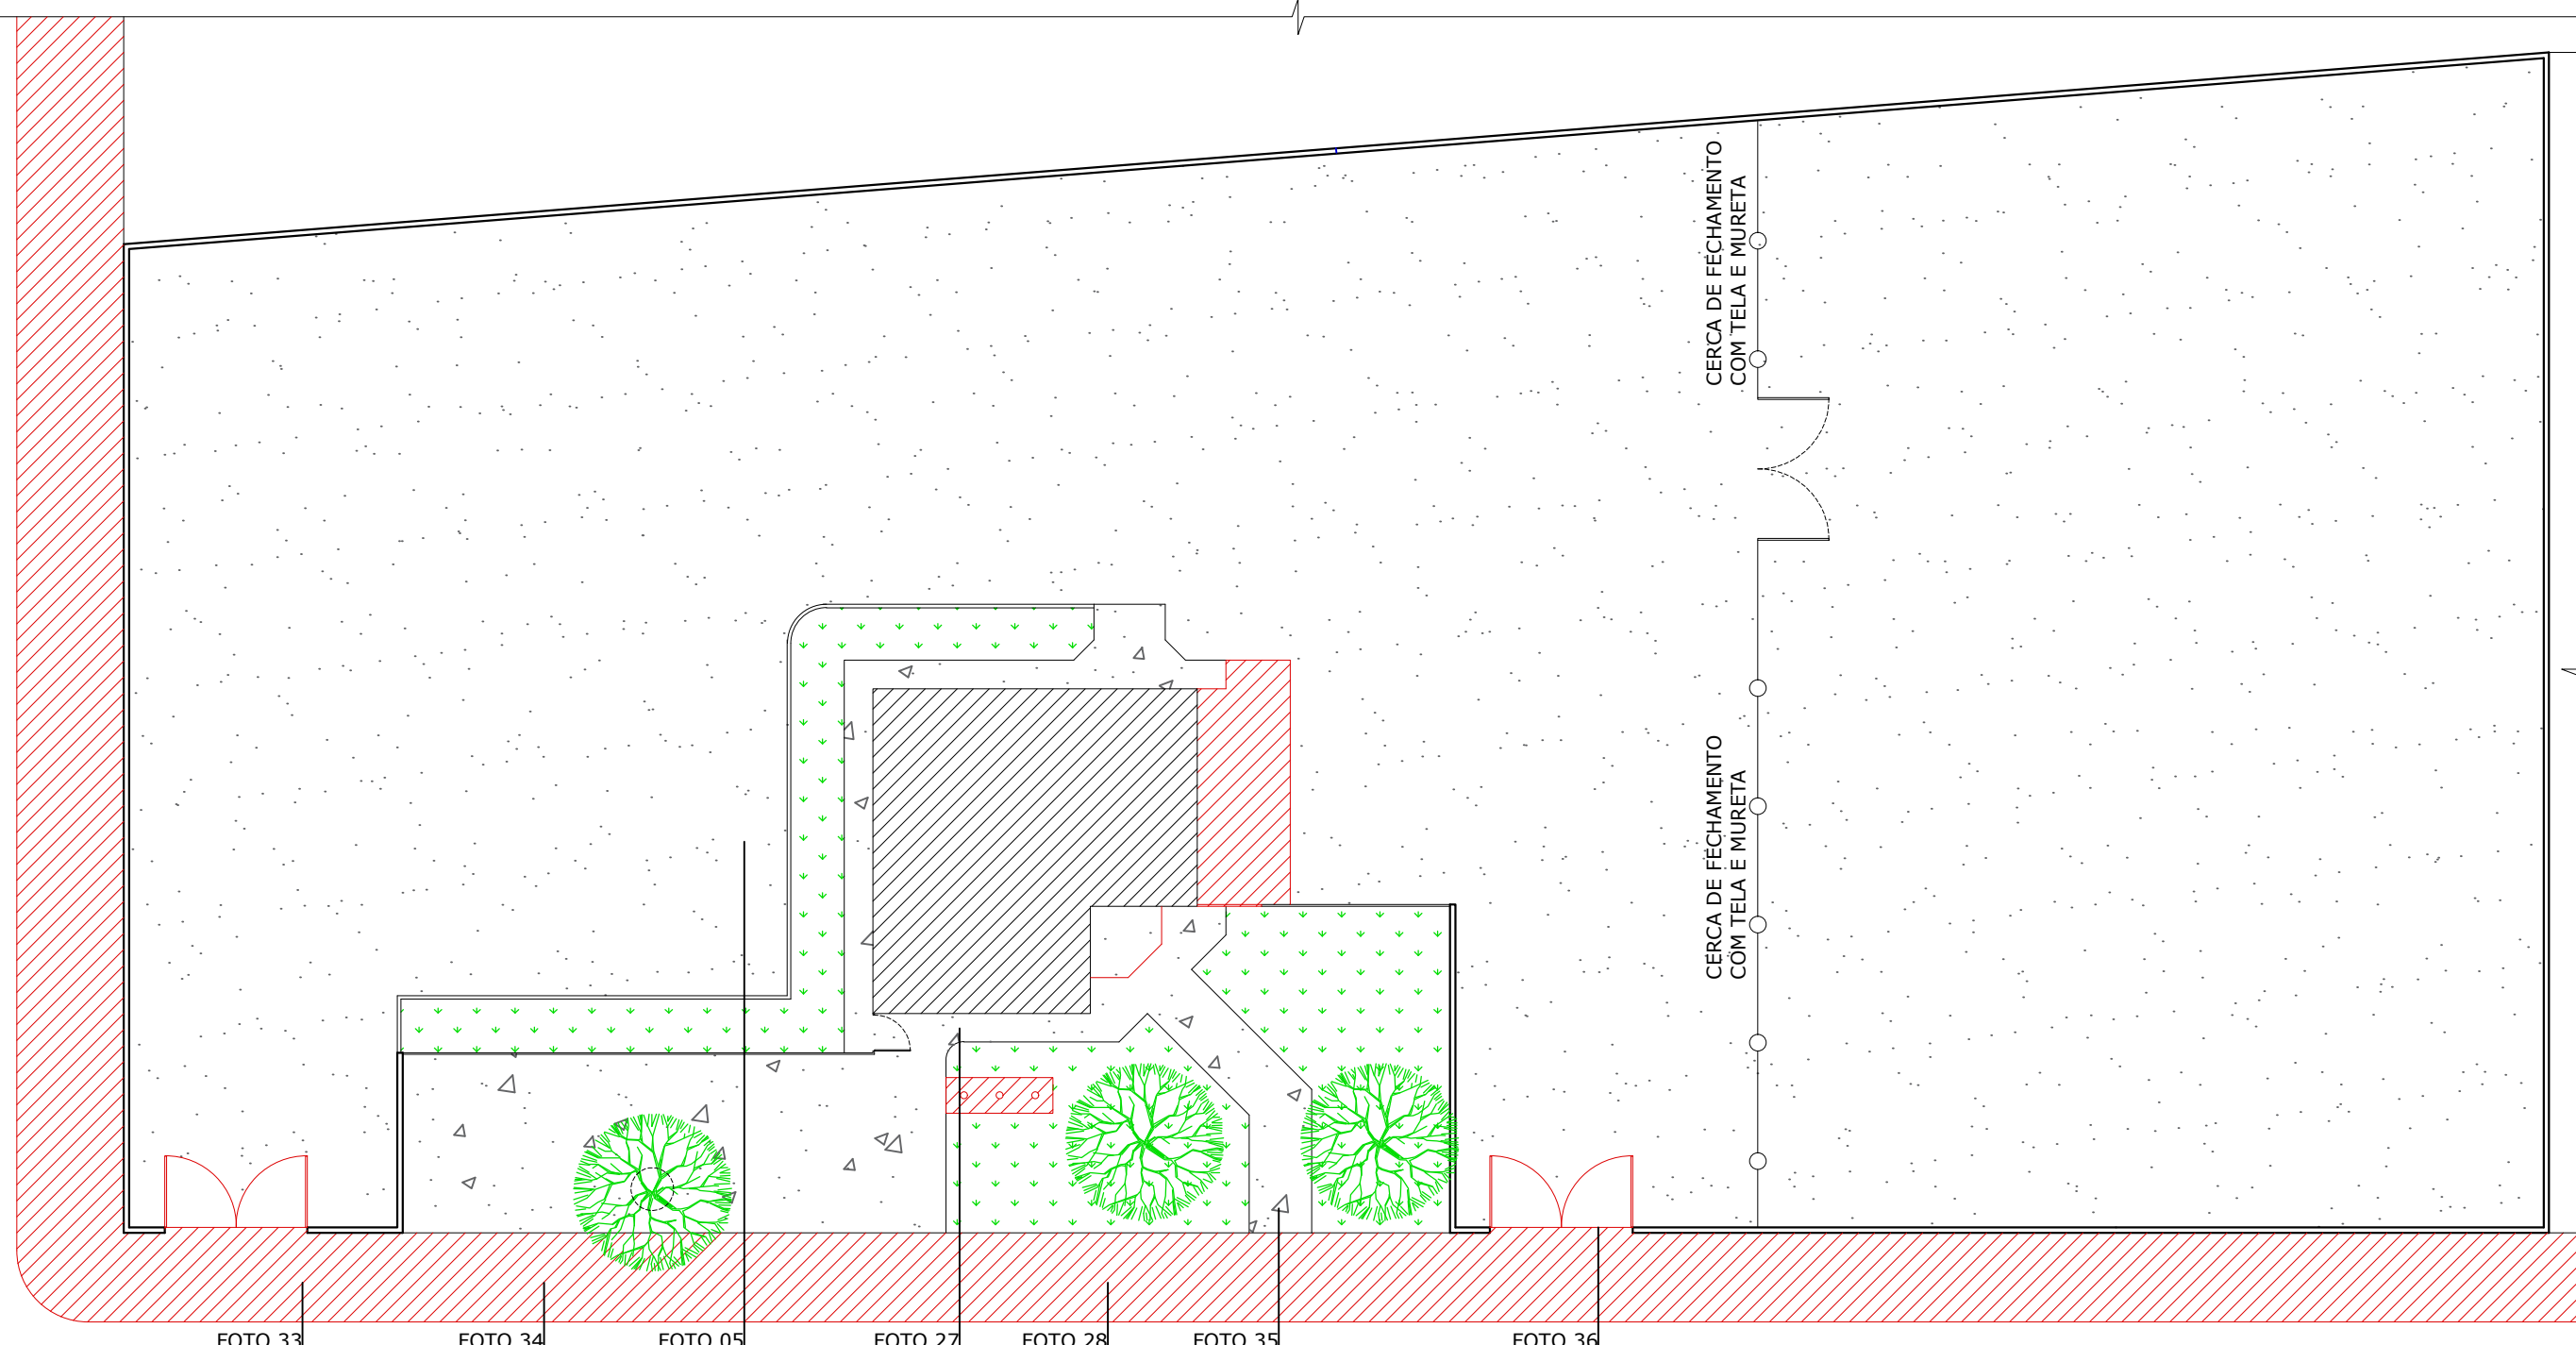 CERCA DE FECHAMENTO
COM TELA E MURETA
CERCA DE FECHAMENTO
COM TELA E MURETA
FOTO 33
FOTO 34
FOTO 05
FOTO 27
FOTO 28
FOTO 35
FOTO 36